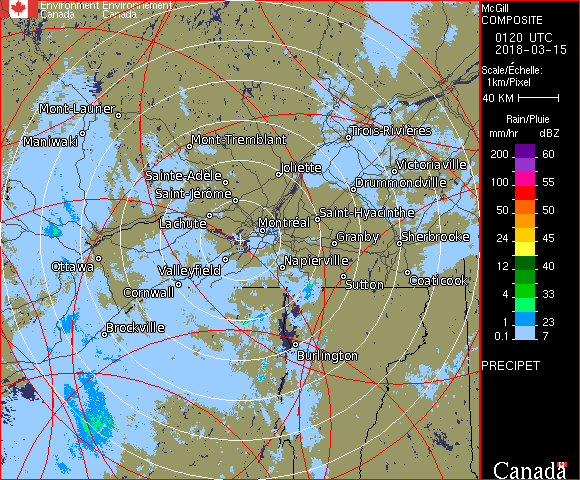 Environment Environnement
Canada Canada
McGill
COMPOSITE
0120 UTC
2018-03-15
Scale/Échelle:
1km/Pixel
40 KM
Rain/Pluie
mm/hr dBZ
200 60
100 55
50 50
24 45
12 40
4 33
1 23
0.1 7
PRECIPET
Canada
Mont-Laurier
Maniwaki
Mont-Tremblant
Trois-Rivières
Joliette
Victoriaville
Sainte-Adèle
Drummondville
Saint-Jérôme
Saint-Hyacinthe
Lachute
Montréal
Granby
Sherbrooke
Ottawa
Valleyfield
Napierville
Sutton
Coaticook
Cornwall
Brockville
Burlington